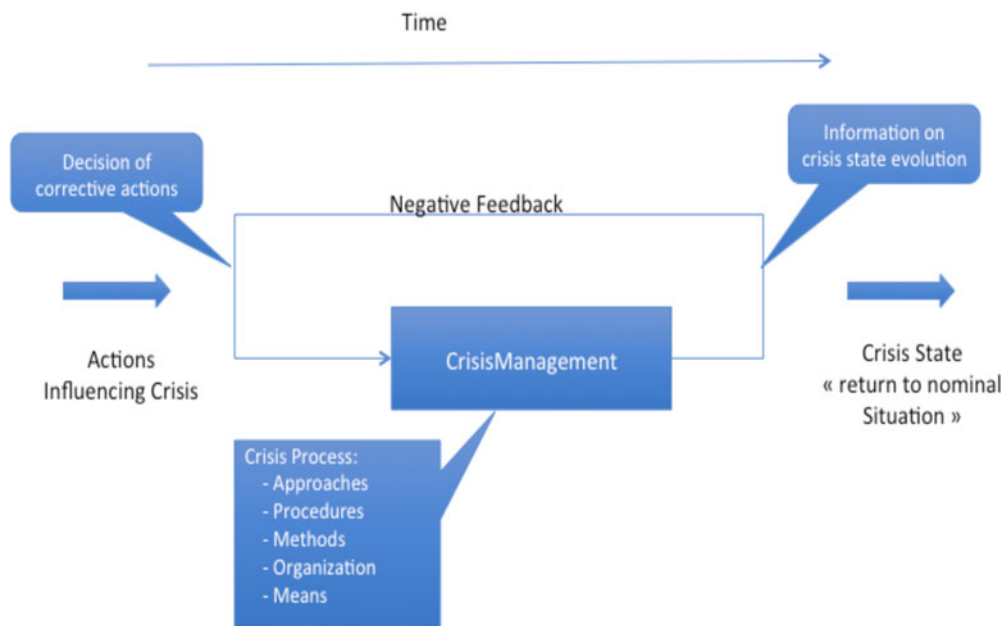 Time
Decision of
corrective actions
Information on
crisis state evolution
Negative Feedback
Actions
Influencing Crisis
CrisisManagement
Crisis State
« return to nominal
Situation »
Crisis Process:
- Approaches
- Procedures
- Methods
- Organization
- Means